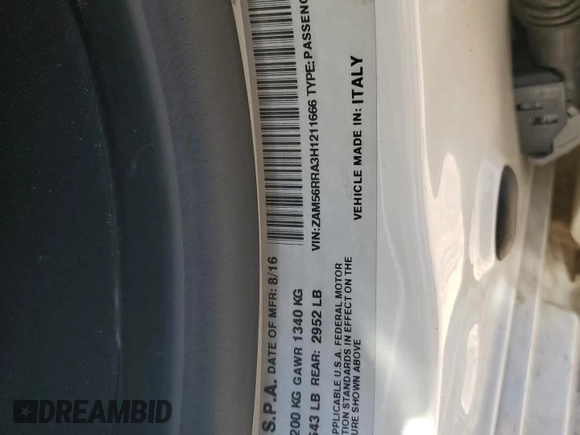 S.P.A. DATE OF MFR: 8/16
200 KG GAWR 1340 KG
643 LB REAR: 2952 LB
PPLICABLE U.S.A. FEDERAL MOTOR
TION STANDARDS IN EFFECT ON THE
URE SHOWN ABOVE
VIN:ZAM56RRA3H1211666 TYPE:PASSENG
VEHICLE MADE IN: ITALY
DREAMBID